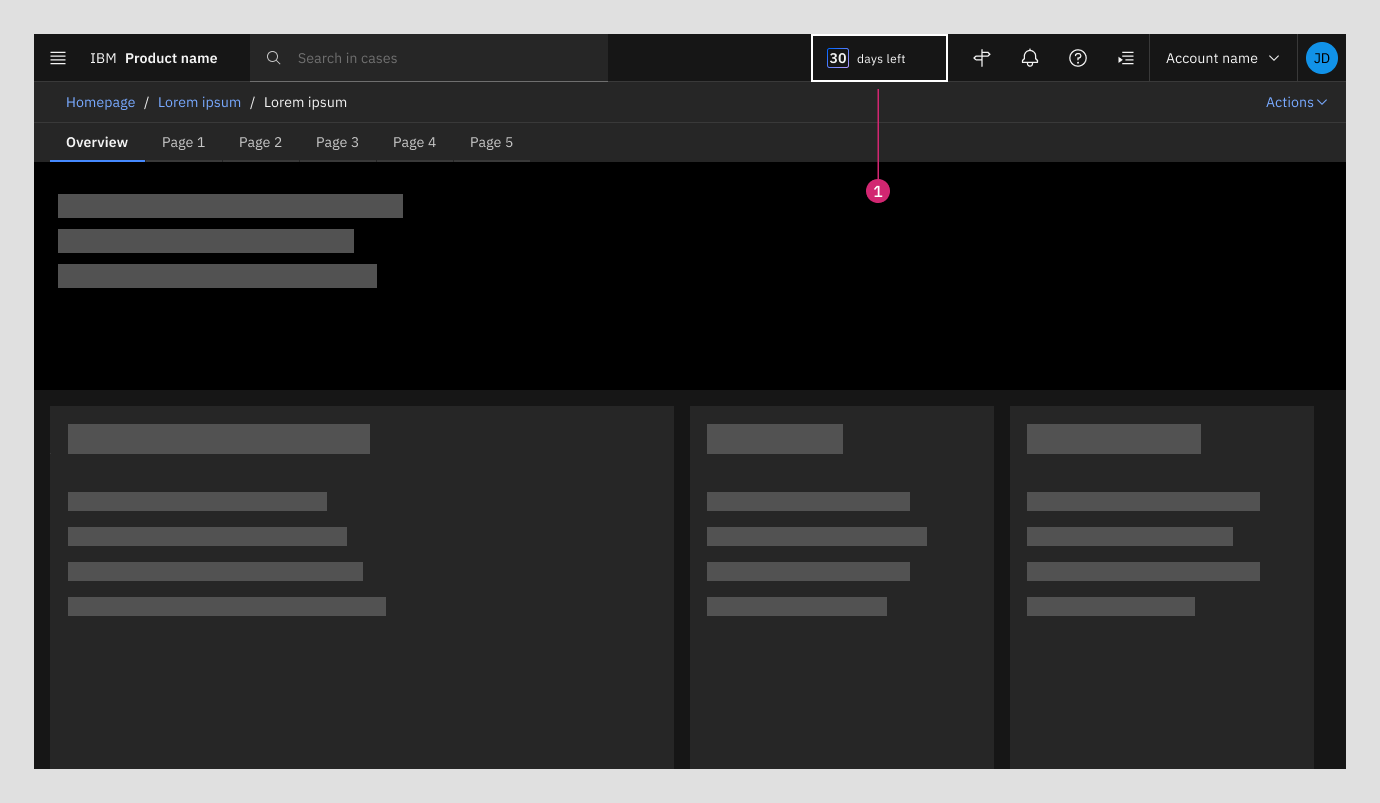 IBM Product name
Search in cases
30 days left
Account name
JD
Homepage / Lorem ipsum / Lorem ipsum
Actions
Overview
Page 1
Page 2
Page 3
Page 4
Page 5
1